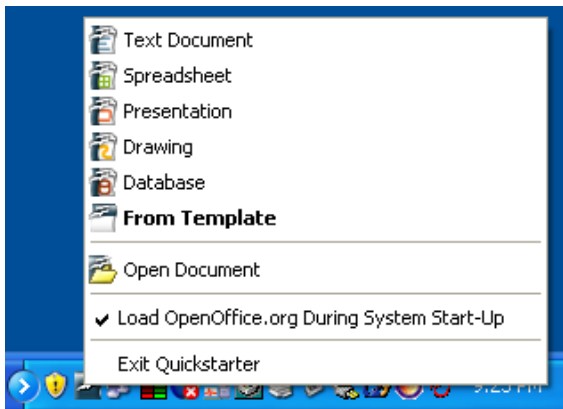 Text Document
Spreadsheet
Presentation
Drawing
Database
From Template
Open Document
Load OpenOffice.org During System Start-Up
Exit Quickstarter